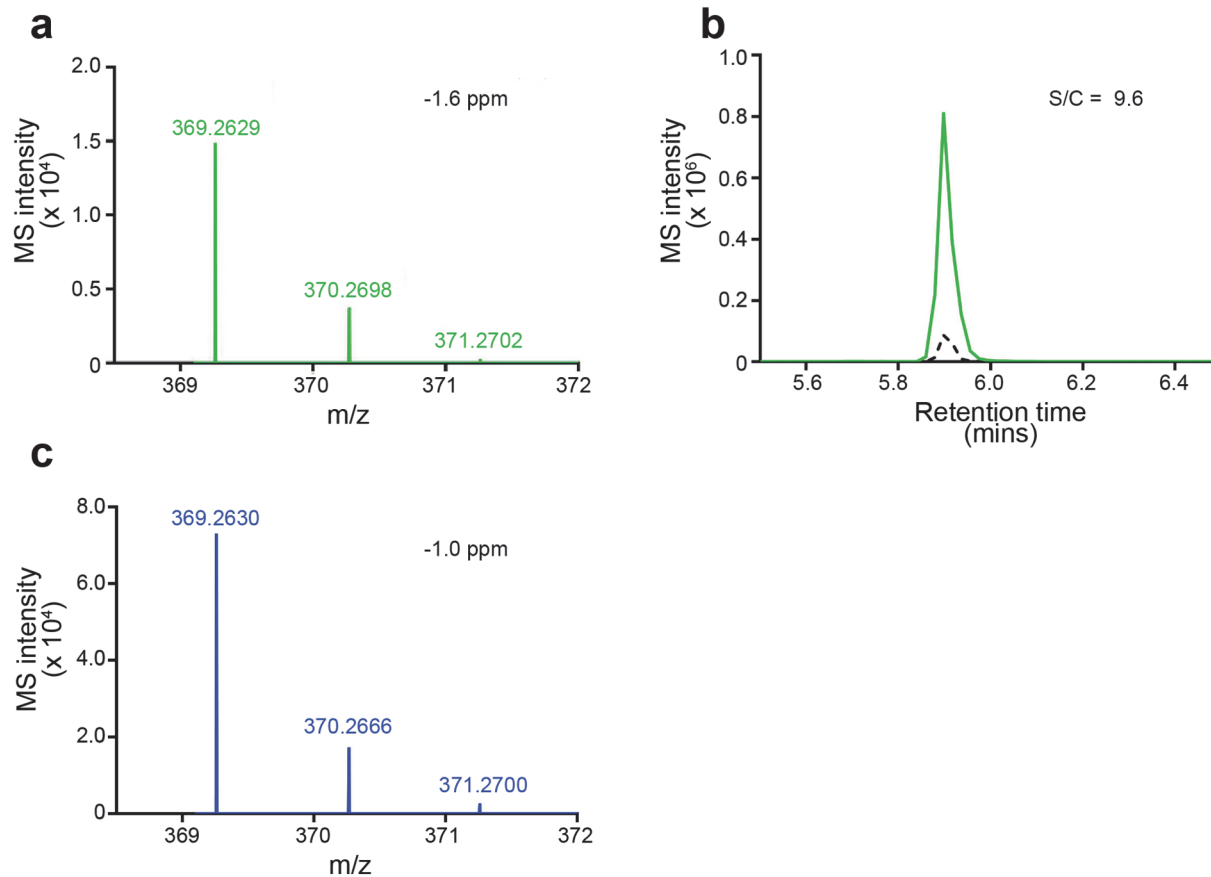 a
2.0
1.5
1.0
0.5
0
MS intensity
(x 10⁴)
-1.6 ppm
369.2629
370.2698
371.2702
369
370
371
372
m/z
b
1.0
0.8
0.6
0.4
0.2
0
MS intensity
(x 10⁶)
S/C = 9.6
5.6
5.8
6.0
6.2
6.4
Retention time
(mins)
c
8.0
6.0
4.0
2.0
0
MS intensity
(x 10⁴)
-1.0 ppm
369.2630
370.2666
371.2700
369
370
371
372
m/z